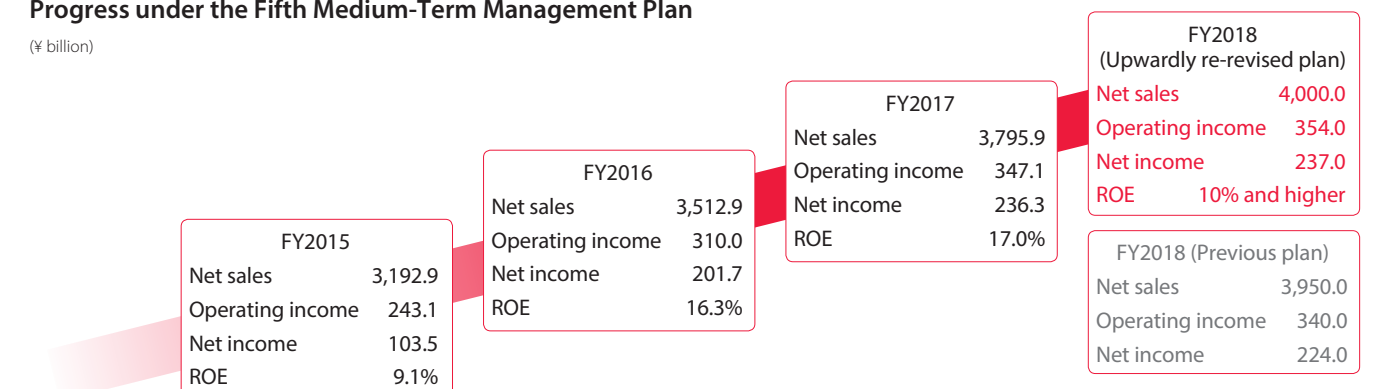 Progress under the Fifth Medium-Term Management Plan
(¥ billion)
FY2015
Net sales 3,192.9
Operating income 243.1
Net income 103.5
ROE 9.1%
FY2016
Net sales 3,512.9
Operating income 310.0
Net income 201.7
ROE 16.3%
FY2017
Net sales 3,795.9
Operating income 347.1
Net income 236.3
ROE 17.0%
FY2018
(Upwardly re-revised plan)
Net sales 4,000.0
Operating income 354.0
Net income 237.0
ROE 10% and higher
FY2018 (Previous plan)
Net sales 3,950.0
Operating income 340.0
Net income 224.0